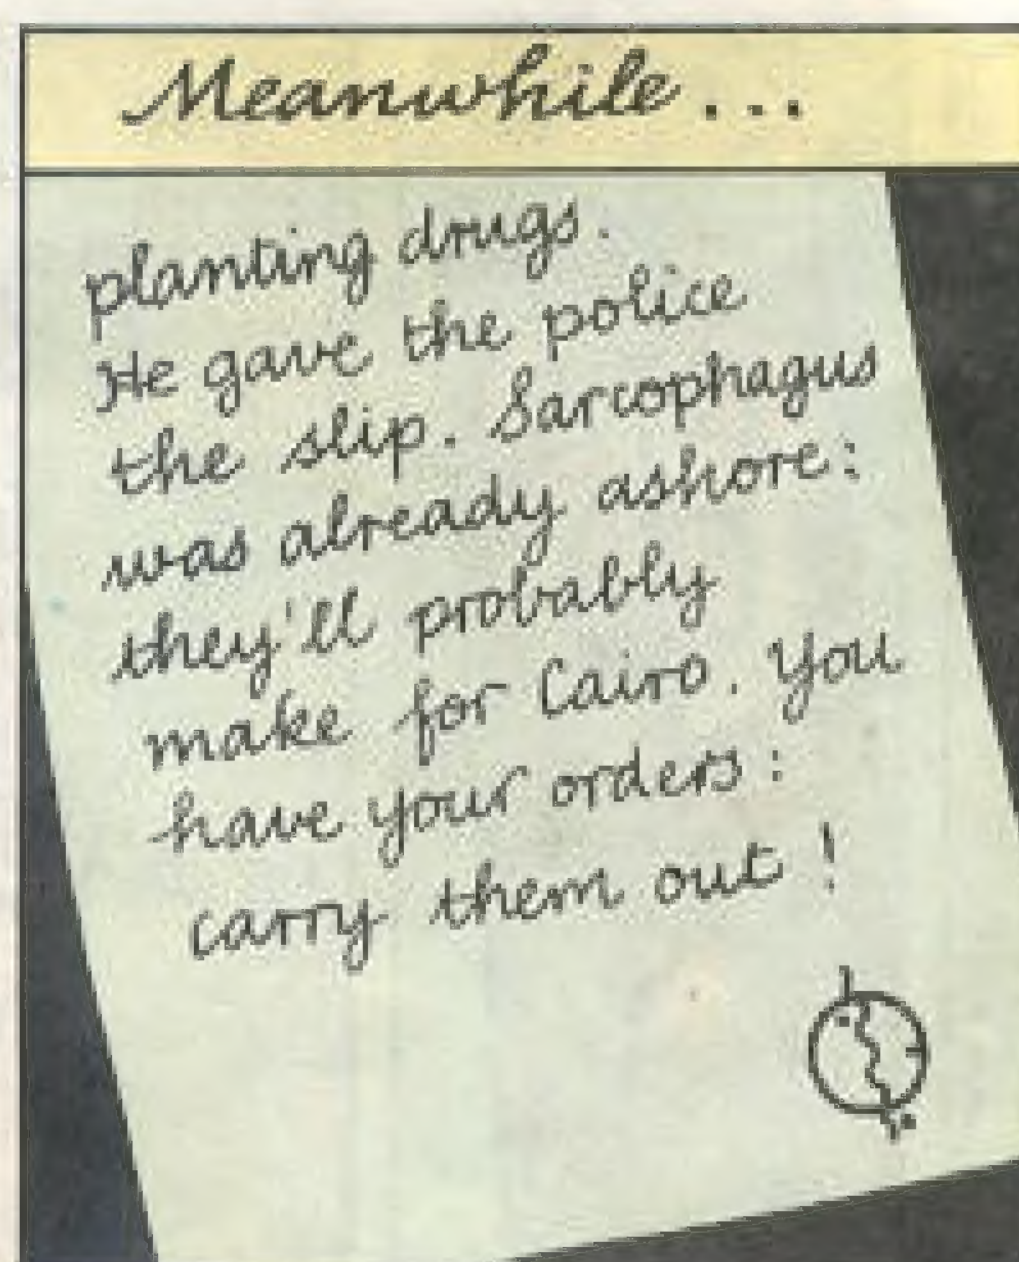 Meanwhile...
planting drugs.
He gave the police
the slip. Sarcophagus
was already ashore:
they'll probably
make for Cairo. You
have your orders:
carry them out!